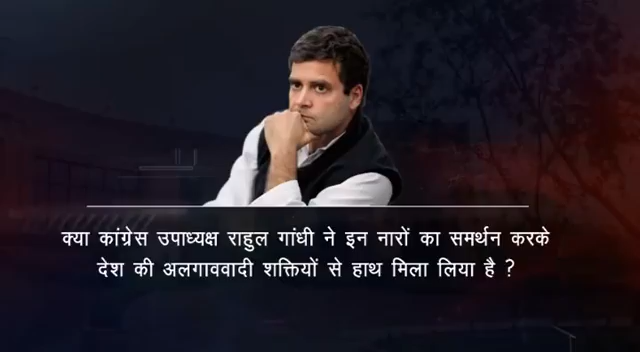 क्या कांग्रेस उपाध्यक्ष राहुल गांधी ने इन नारों का समर्थन करके
देश की अलगाववादी शक्तियों से हाथ मिला लिया है ?